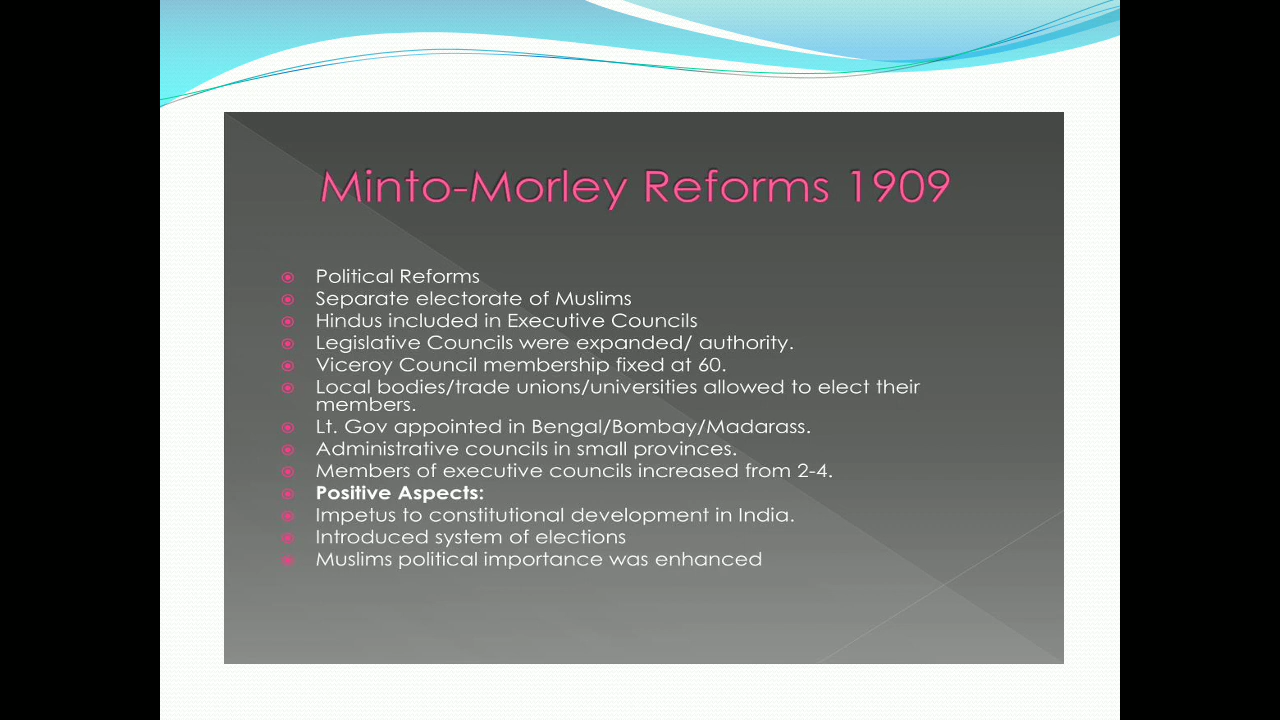 Minto-Morley Reforms 1909
Political Reforms
Separate electorate of Muslims
Hindus included in Executive Councils
Legislative Councils were expanded/ authority.
Viceroy Council membership fixed at 60.
Local bodies/trade unions/universities allowed to elect their
members.
Lt. Gov appointed in Bengal/Bombay/Madarass.
Administrative councils in small provinces.
Members of executive councils increased from 2-4.
Positive Aspects:
Impetus to constitutional development in India.
Introduced system of elections
Muslims political importance was enhanced